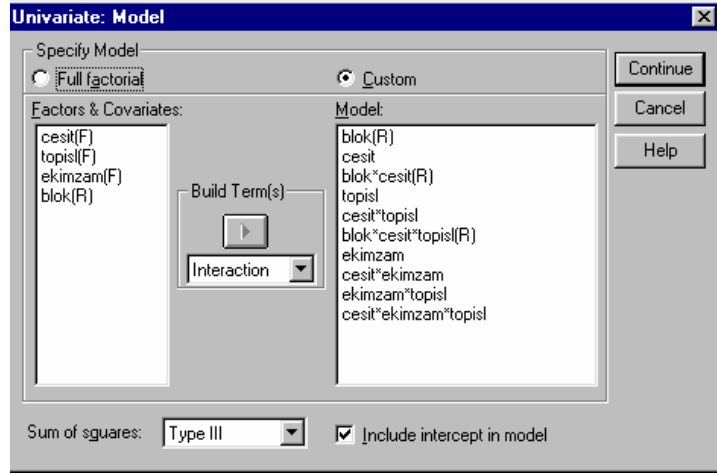 Univariate: Model
Specify Model
Full factorial
Custom
Continue
Cancel
Help
Factors & Covariates:
cesit(F)
topisl(F)
ekimzam(F)
blok(R)
Build Term(s)
Interaction
Model:
blok(R)
cesit
blok*cesit(R)
topisl
cesit*topisl
blok*cesit*topisl(R)
ekimzam
cesit*ekimzam
ekimzam*topisl
cesit*ekimzam*topisl
Sum of squares:
Type III
Include intercept in model